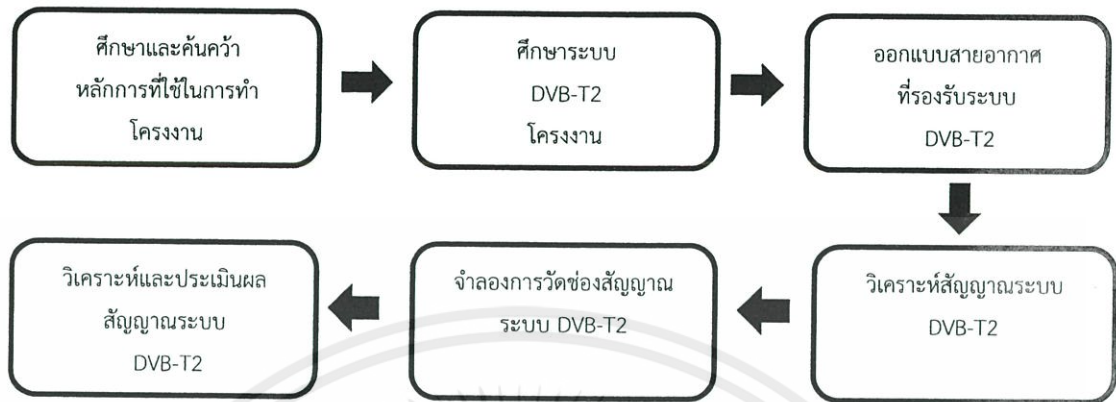 ศึกษาและค้นคว้า
หลักการที่ใช้ในการทำ
โครงงาน
ศึกษาระบบ
DVB-T2
โครงงาน
ออกแบบสายอากาศ
ที่รองรับระบบ
DVB-T2
วิเคราะห์สัญญาณระบบ
DVB-T2
จำลองการวัดช่องสัญญาณ
ระบบ DVB-T2
วิเคราะห์และประเมินผล
สัญญาณระบบ
DVB-T2